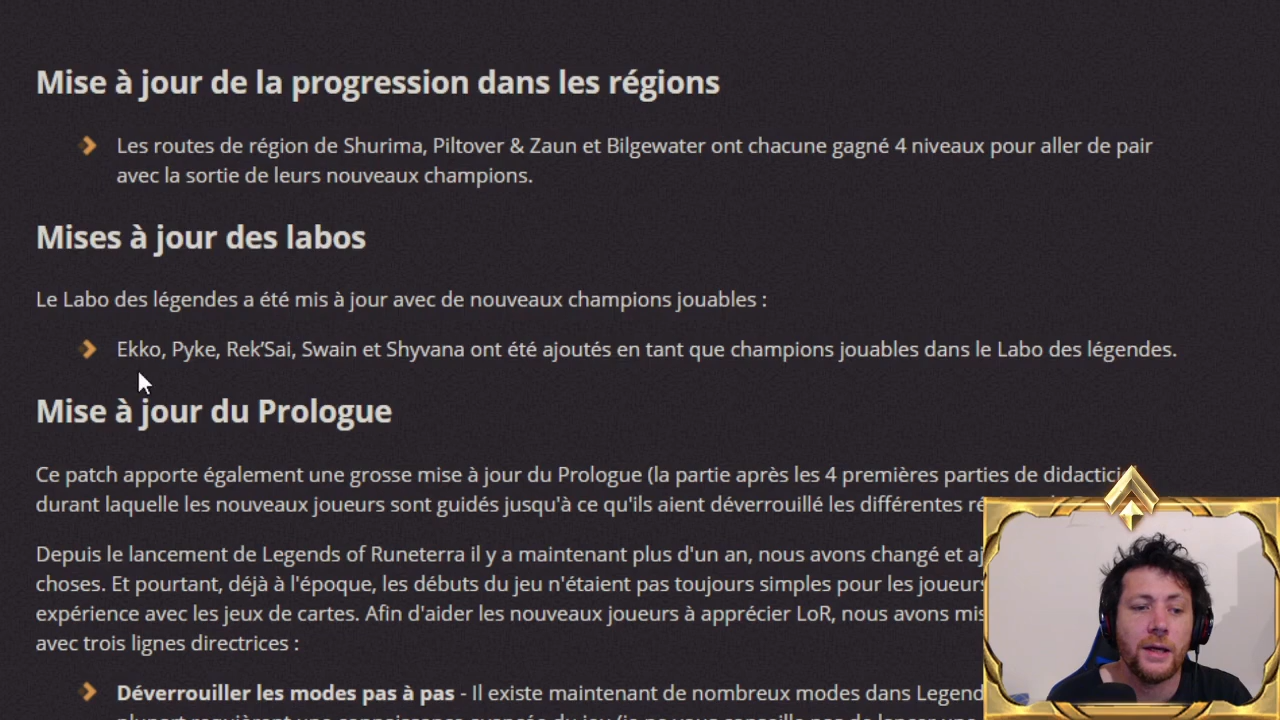 Mise à jour de la progression dans les régions
Les routes de région de Shurima, Piltover & Zaun et Bilgewater ont chacune gagné 4 niveaux pour aller de pair
avec la sortie de leurs nouveaux champions.
Mises à jour des labos
Le Labo des légendes a été mis à jour avec de nouveaux champions jouables :
Ekko, Pyke, Rek'Sai, Swain et Shyvana ont été ajoutés en tant que champions jouables dans le Labo des légendes.
Mise à jour du Prologue
Ce patch apporte également une grosse mise à jour du Prologue (la partie après les 4 premières parties de
durant laquelle les nouveaux joueurs sont guidés jusqu'à ce qu'ils aient déverrouillé les différentes
Depuis le lancement de Legends of Runeterra il y a maintenant plus d'un an, nous avons changé et
choses. Et pourtant, déjà à l'époque, les débuts du jeu n'étaient pas toujours simples pour les joueurs
expérience avec les jeux de cartes. Afin d'aider les nouveaux joueurs à apprécier LoR, nous avons mis
avec trois lignes directrices :
Déverrouiller les modes pas à pas - Il existe maintenant de nombreux modes dans